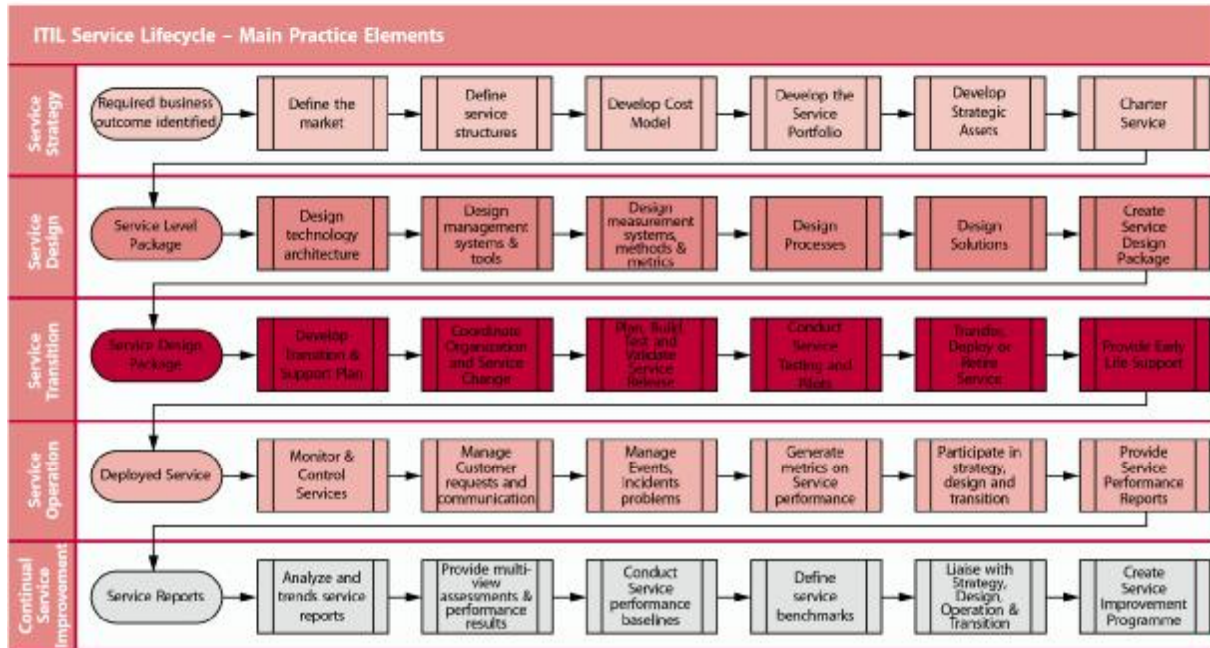 ITIL Service Lifecycle – Main Practice Elements
Service
Strategy
Required business
outcome identified
Define the
market
Define
service
structures
Develop Cost
Model
Develop the
Service
Portfolio
Develop
Strategic
Assets
Charter
Service
Service
Design
Service Level
Package
Design
technology
architecture
Design
management
systems &
tools
Design
measurement
systems,
methods &
metrics
Design
Processes
Design
Solutions
Create
Service
Design
Package
Service
Transition
Service Design
Package
Develop
Transition &
Support Plan
Coordinate
Organization
and Service
Change
Plan, Build,
Test and
Validate
Service
Release
Conduct
Service
Testing and
Pilots
Transfer,
Deploy or
Retire
Service
Provide Early
Life Support
Service
Operation
Deployed Service
Monitor &
Control
Services
Manage
Customer
requests and
communication
Manage
Events,
Incidents
problems
Generate
metrics on
Service
performance
Participate in
strategy,
design and
transition
Provide
Service
Performance
Reports
Continual
Service
Improvement
Service Reports
Analyze and
trends service
reports
Provide multi-
view
assessments &
performance
results
Conduct
Service
performance
baselines
Define
service
benchmarks
Liaise with
Strategy,
Design,
Operation &
Transition
Create
Service
Improvement
Programme